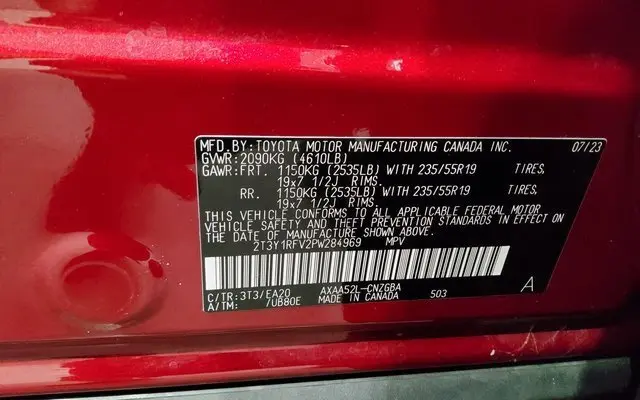 MFD.BY:TOYOTA MOTOR MANUFACTURING CANADA INC. 07/23
GVWR:2090KG (4610LB)
GAWR:FRT. 1150KG (2535LB) WITH 235/55R19 TIRES,
19x7 1/2J RIMS.
RR. 1150KG (2535LB) WITH 235/55R19 TIRES,
19x7 1/2J RIMS.
THIS VEHICLE CONFORMS TO ALL APPLICABLE FEDERAL MOTOR
VEHICLE SAFETY AND THEFT PREVENTION STANDARDS IN EFFECT ON
THE DATE OF MANUFACTURE SHOWN ABOVE.
2T3Y1RFV2PW284969 MPV
C/TR:3T3/EA20 AXAA52L-CNZGBA
A/TM: /UB80E MADE IN CANADA 503 A